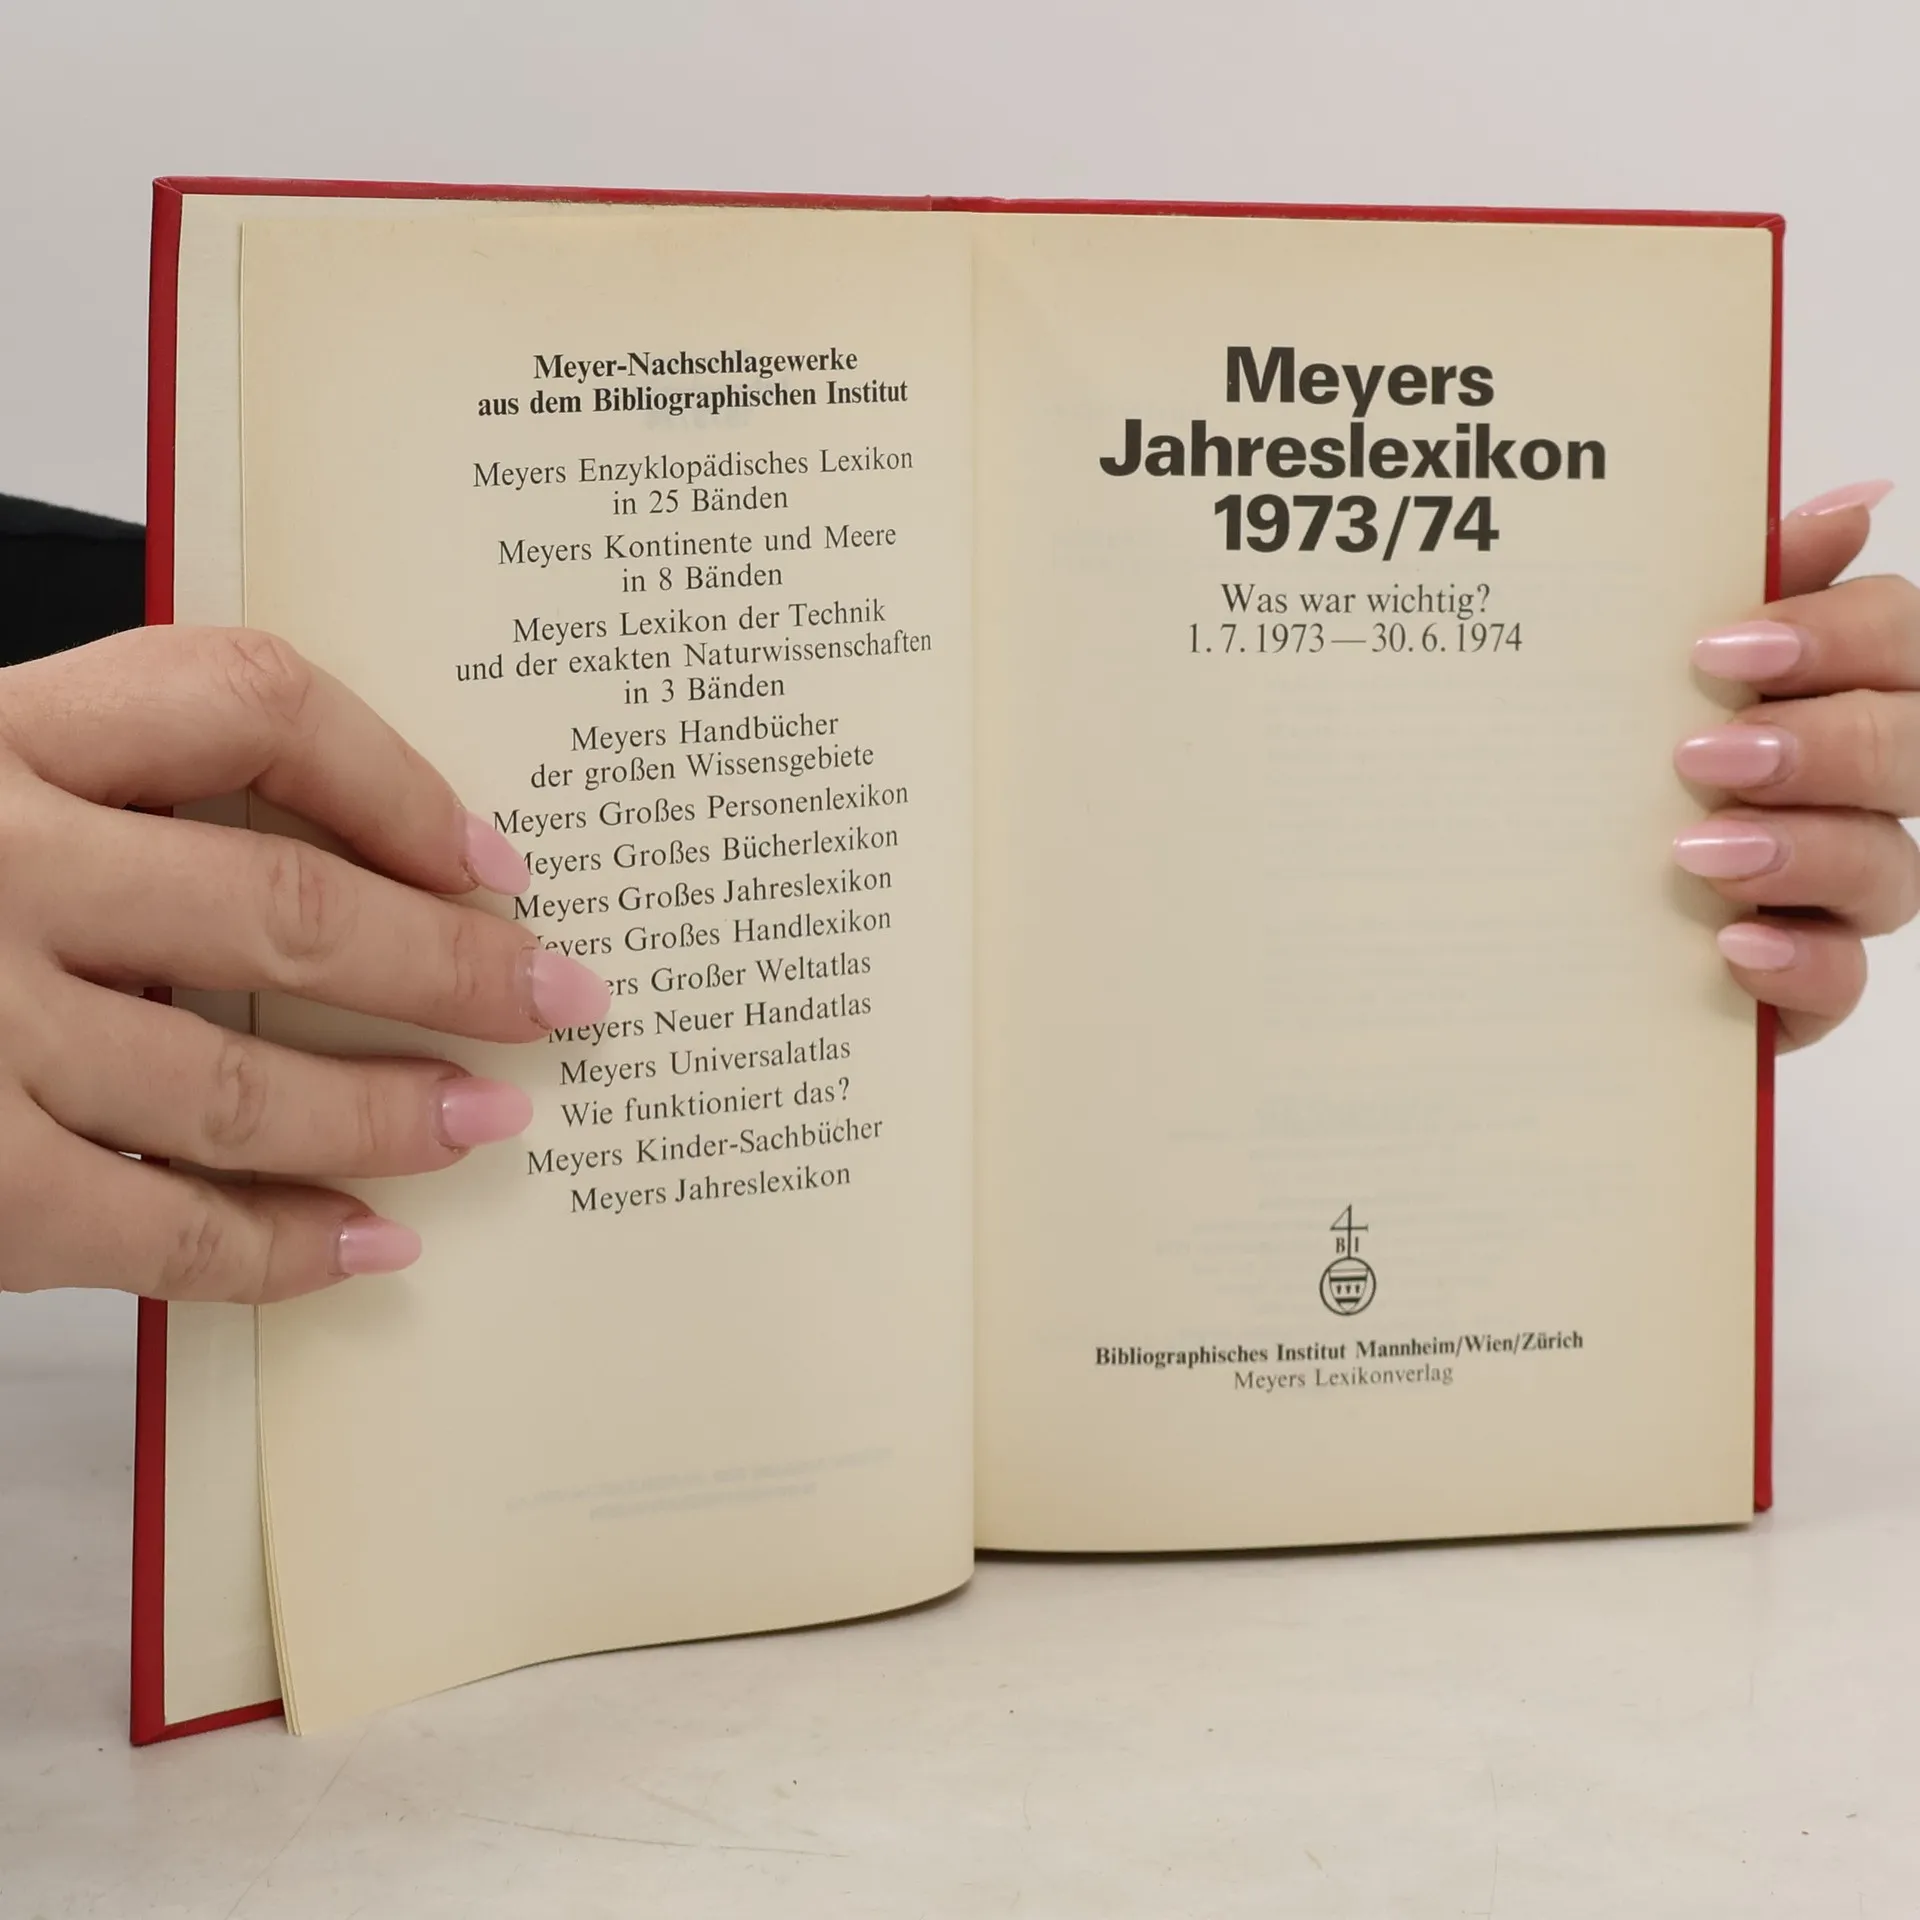 Meyer-Nachschlagewerke
aus dem Bibliographischen Institut
Meyers Enzyklopädisches Lexikon
in 25 Bänden
Meyers Kontinente und Meere
in 8 Bänden
Meyers Lexikon der Technik
und der exakten Naturwissenschaften
in 3 Bänden
Meyers Handbücher
der großen Wissensgebiete
Meyers Großes Personenlexikon
Meyers Großes Bücherlexikon
Meyers Großes Jahreslexikon
Meyers Großes Handlexikon
Großer Weltatlas
Meyers Neuer Handatlas
Meyers Universalatlas
Wie funktioniert das?
Meyers Kinder-Sachbücher
Meyers Jahreslexikon
Meyers
Jahreslexikon
1973/74
Was war wichtig?
1. 7. 1973 — 30. 6. 1974
B I
Bibliographisches Institut Mannheim/Wien/Zürich
Meyers Lexikonverlag